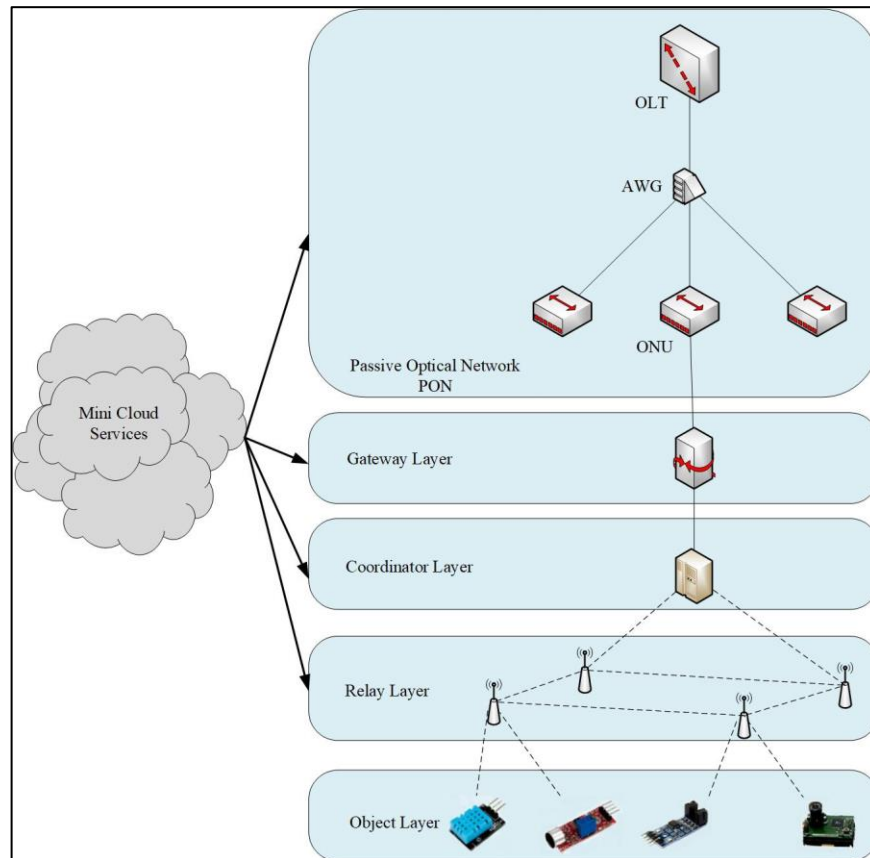 OLT
AWG
ONU
Passive Optical Network
PON
Mini Cloud
Services
Gateway Layer
Coordinator Layer
Relay Layer
Object Layer